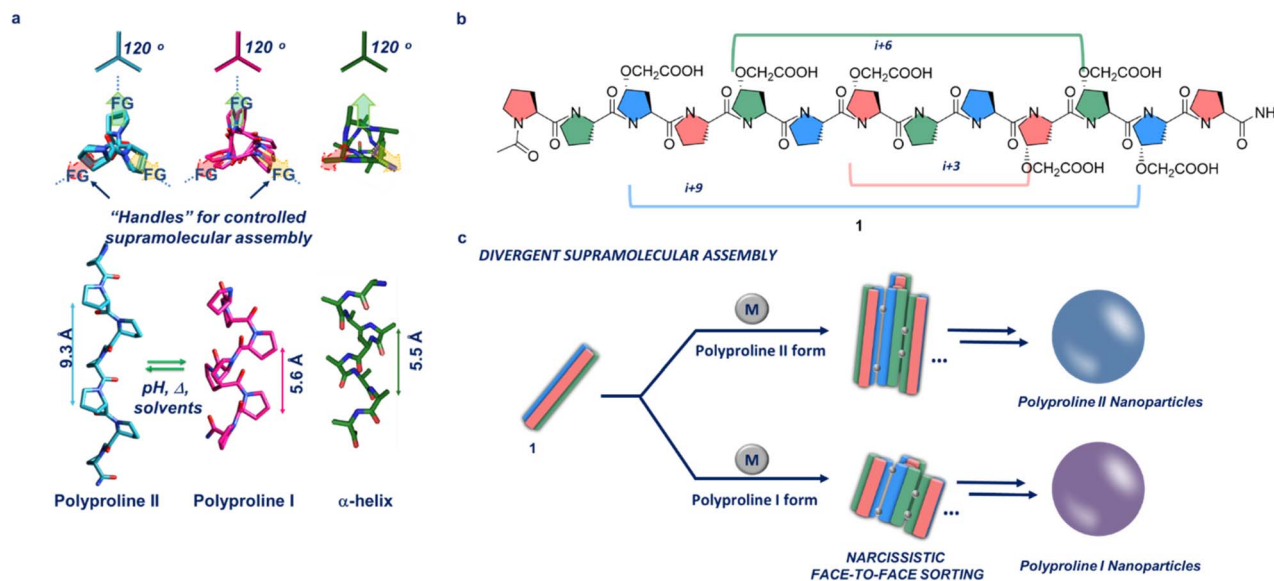 a
120 °
120 °
120 °
FG
FG
FG
FG
FG
FG
"Handles" for controlled
supramolecular assembly
9.3 Å
pH, Δ,
solvents
5.6 Å
5.5 Å
Polyproline II
Polyproline I
α-helix
b
i+6
OCH₂COOH
OCH₂COOH
OCH₂COOH
OCH₂COOH
O
O
O
O
O
O
O
O
O
O
O
O
O
O
N
N
N
N
N
N
N
N
N
N
N
N
N
NH
OCH₂COOH
OCH₂COOH
i+3
i+9
1
c
DIVERGENT SUPRAMOLECULAR ASSEMBLY
M
Polyproline II form
...
Polyproline II Nanoparticles
1
M
Polyproline I form
...
NARCISSISTIC
FACE-TO-FACE SORTING
Polyproline I Nanoparticles